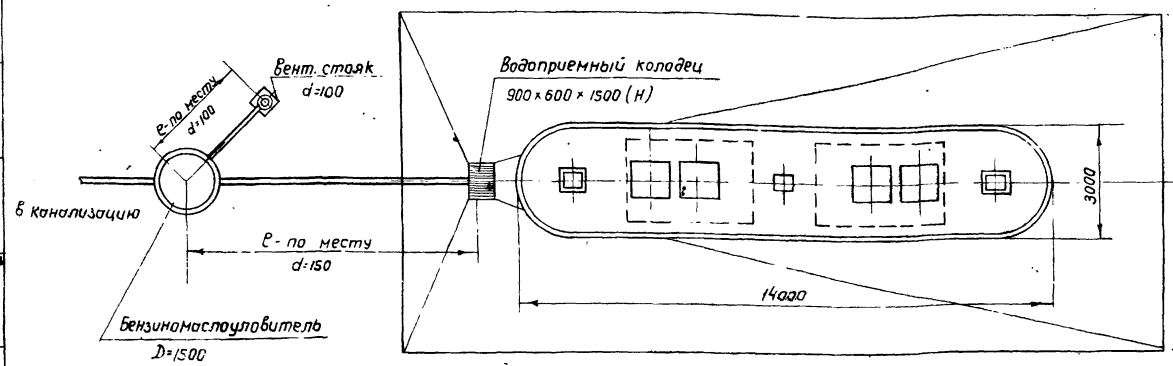 Вент. стояк
d=100
ℓ-по месту
d=100
Водоприемный колодец
900 × 600 × 1500 (Н)
3000
в канализацию
ℓ- по месту
d=150
14000
Бензиномаслоуловитель
D=1500